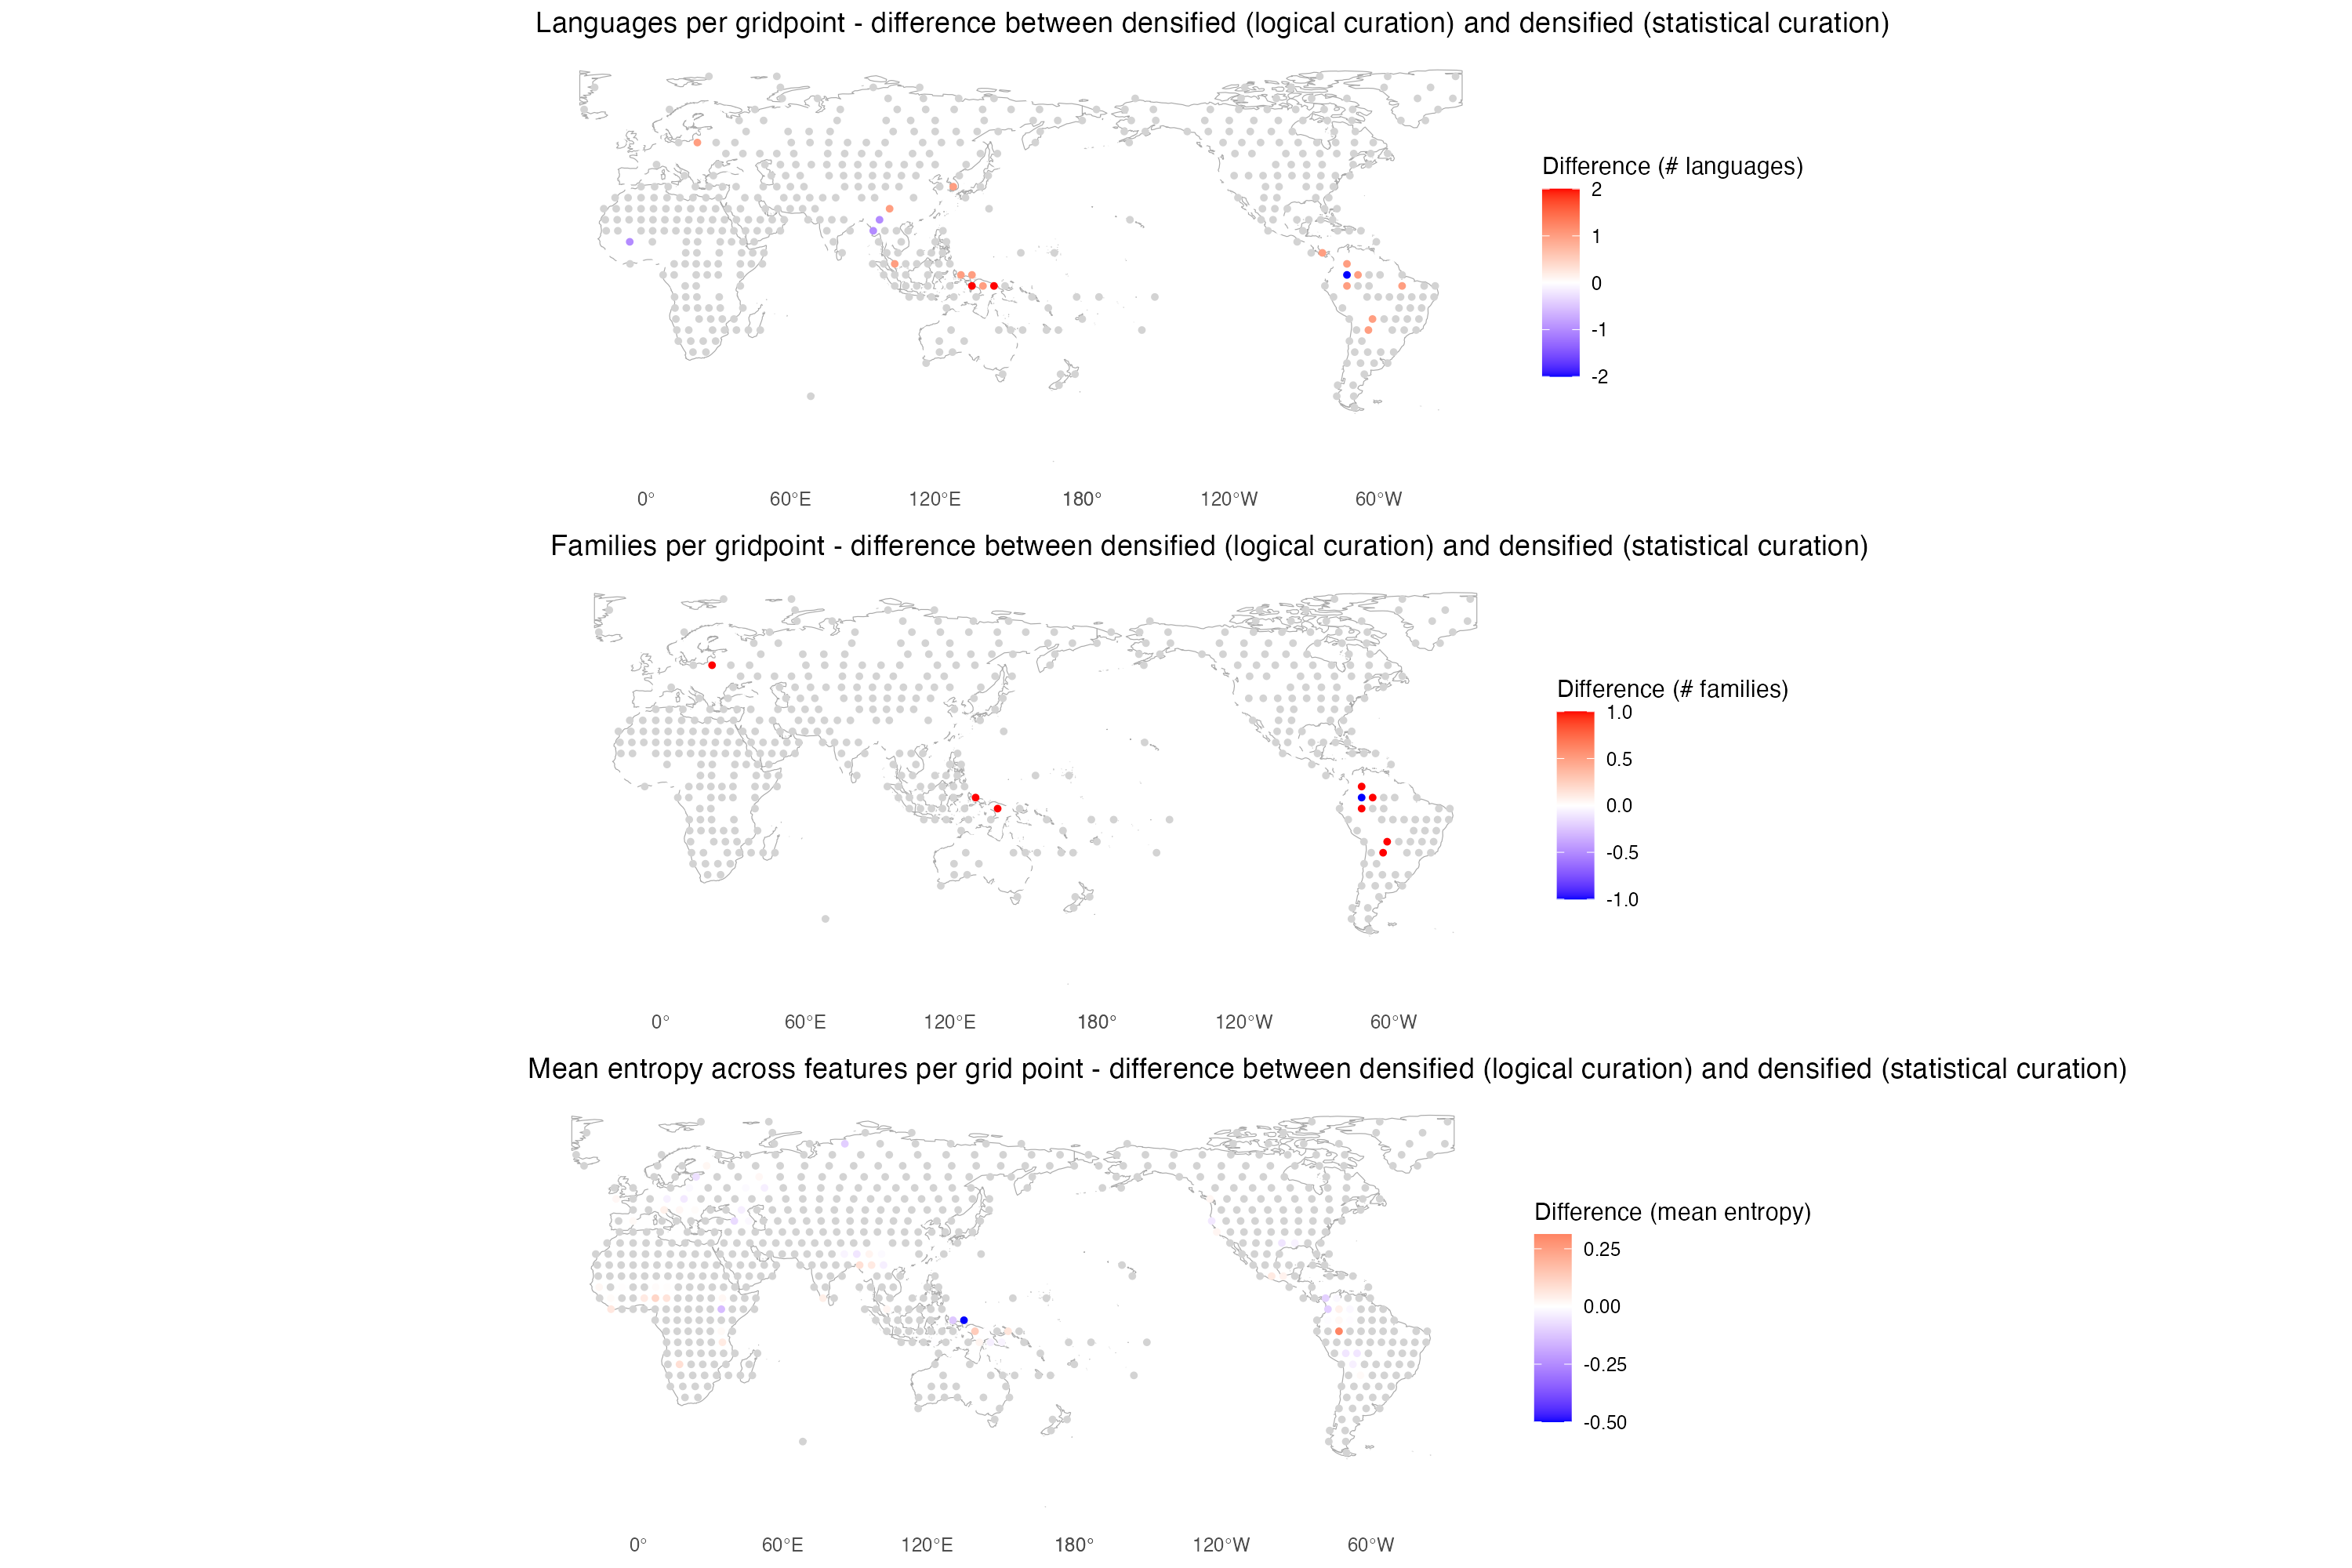 Languages per gridpoint - difference between densified (logical curation) and densified (statistical curation)
Difference (# languages)
2
1
0
-1
-2
0° 60°E 120°E 180° 120°W 60°W
Families per gridpoint - difference between densified (logical curation) and densified (statistical curation)
Difference (# families)
1.0
0.5
0.0
-0.5
-1.0
0° 60°E 120°E 180° 120°W 60°W
Mean entropy across features per grid point - difference between densified (logical curation) and densified (statistical curation)
Difference (mean entropy)
0.25
0.00
-0.25
-0.50
0° 60°E 120°E 180° 120°W 60°W